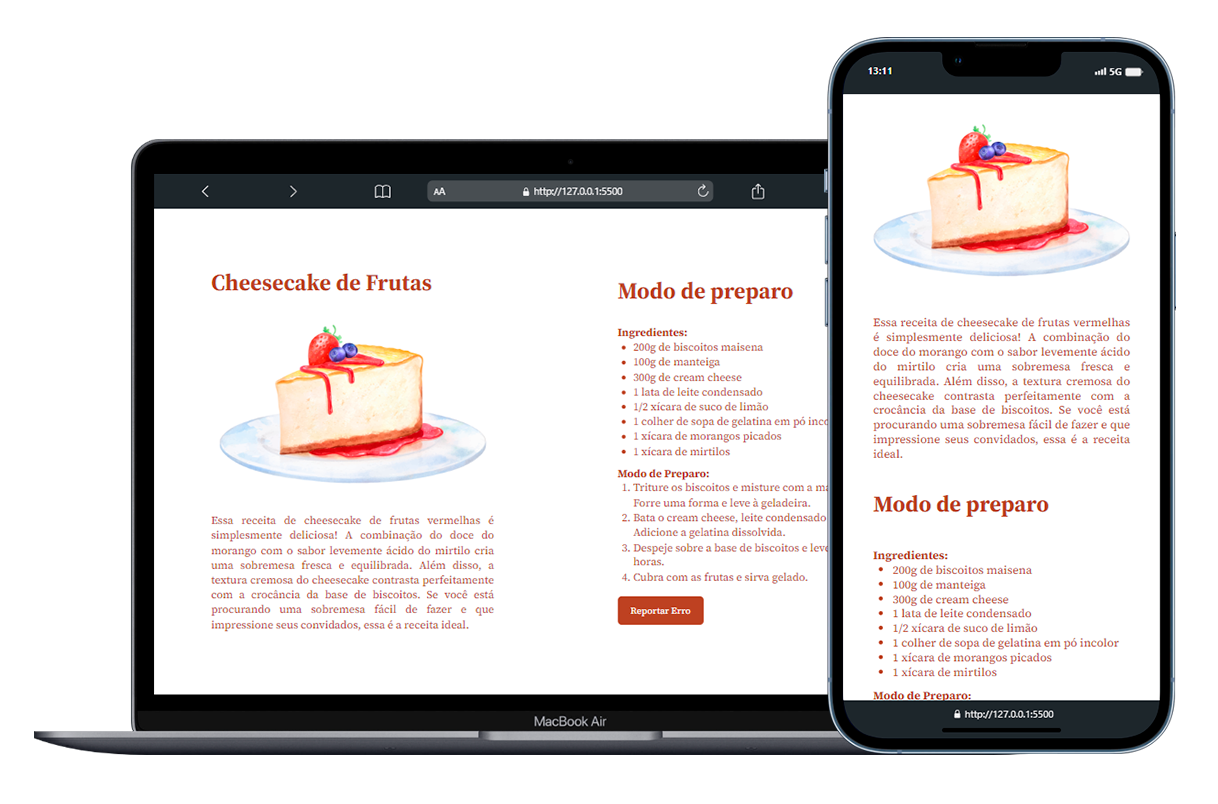 AA
http://127.0.0.1:5500
Cheesecake de Frutas
Essa receita de cheesecake de frutas vermelhas é
simplesmente deliciosa! A combinação do doce do
morango com o sabor levemente ácido do mirtilo cria
uma sobremesa fresca e equilibrada. Além disso, a
textura cremosa do cheesecake contrasta perfeitamente
com a crocância da base de biscoitos. Se você está
procurando uma sobremesa fácil de fazer e que
impressione seus convidados, essa é a receita ideal.
Modo de preparo
Ingredientes:
200g de biscoitos maisena
100g de manteiga
300g de cream cheese
1 lata de leite condensado
1/2 xícara de suco de limão
1 colher de sopa de gelatina em pó
1 xícara de morangos picados
1 xícara de mirtilos
Modo de Preparo:
1. Triture os biscoitos e misture com a
Forre uma forma e leve à geladeira.
2. Bata o cream cheese, leite condensado
Adicione a gelatina dissolvida.
3. Despeje sobre a base de biscoitos e leve
horas.
4. Cubra com as frutas e sirva gelado.
Reportar Erro
MacBook Air
13:11
5G
Essa receita de cheesecake de frutas vermelhas
é simplesmente deliciosa! A combinação do
doce do morango com o sabor levemente ácido
do mirtilo cria uma sobremesa fresca e
equilibrada. Além disso, a textura cremosa do
cheesecake contrasta perfeitamente com a
crocância da base de biscoitos. Se você está
procurando uma sobremesa fácil de fazer e que
impressione seus convidados, essa é a receita
ideal.
Modo de preparo
Ingredientes:
200g de biscoitos maisena
100g de manteiga
300g de cream cheese
1 lata de leite condensado
1/2 xícara de suco de limão
1 colher de sopa de gelatina em pó incolor
1 xícara de morangos picados
1 xícara de mirtilos
Modo de Preparo:
http://127.0.0.1:5500